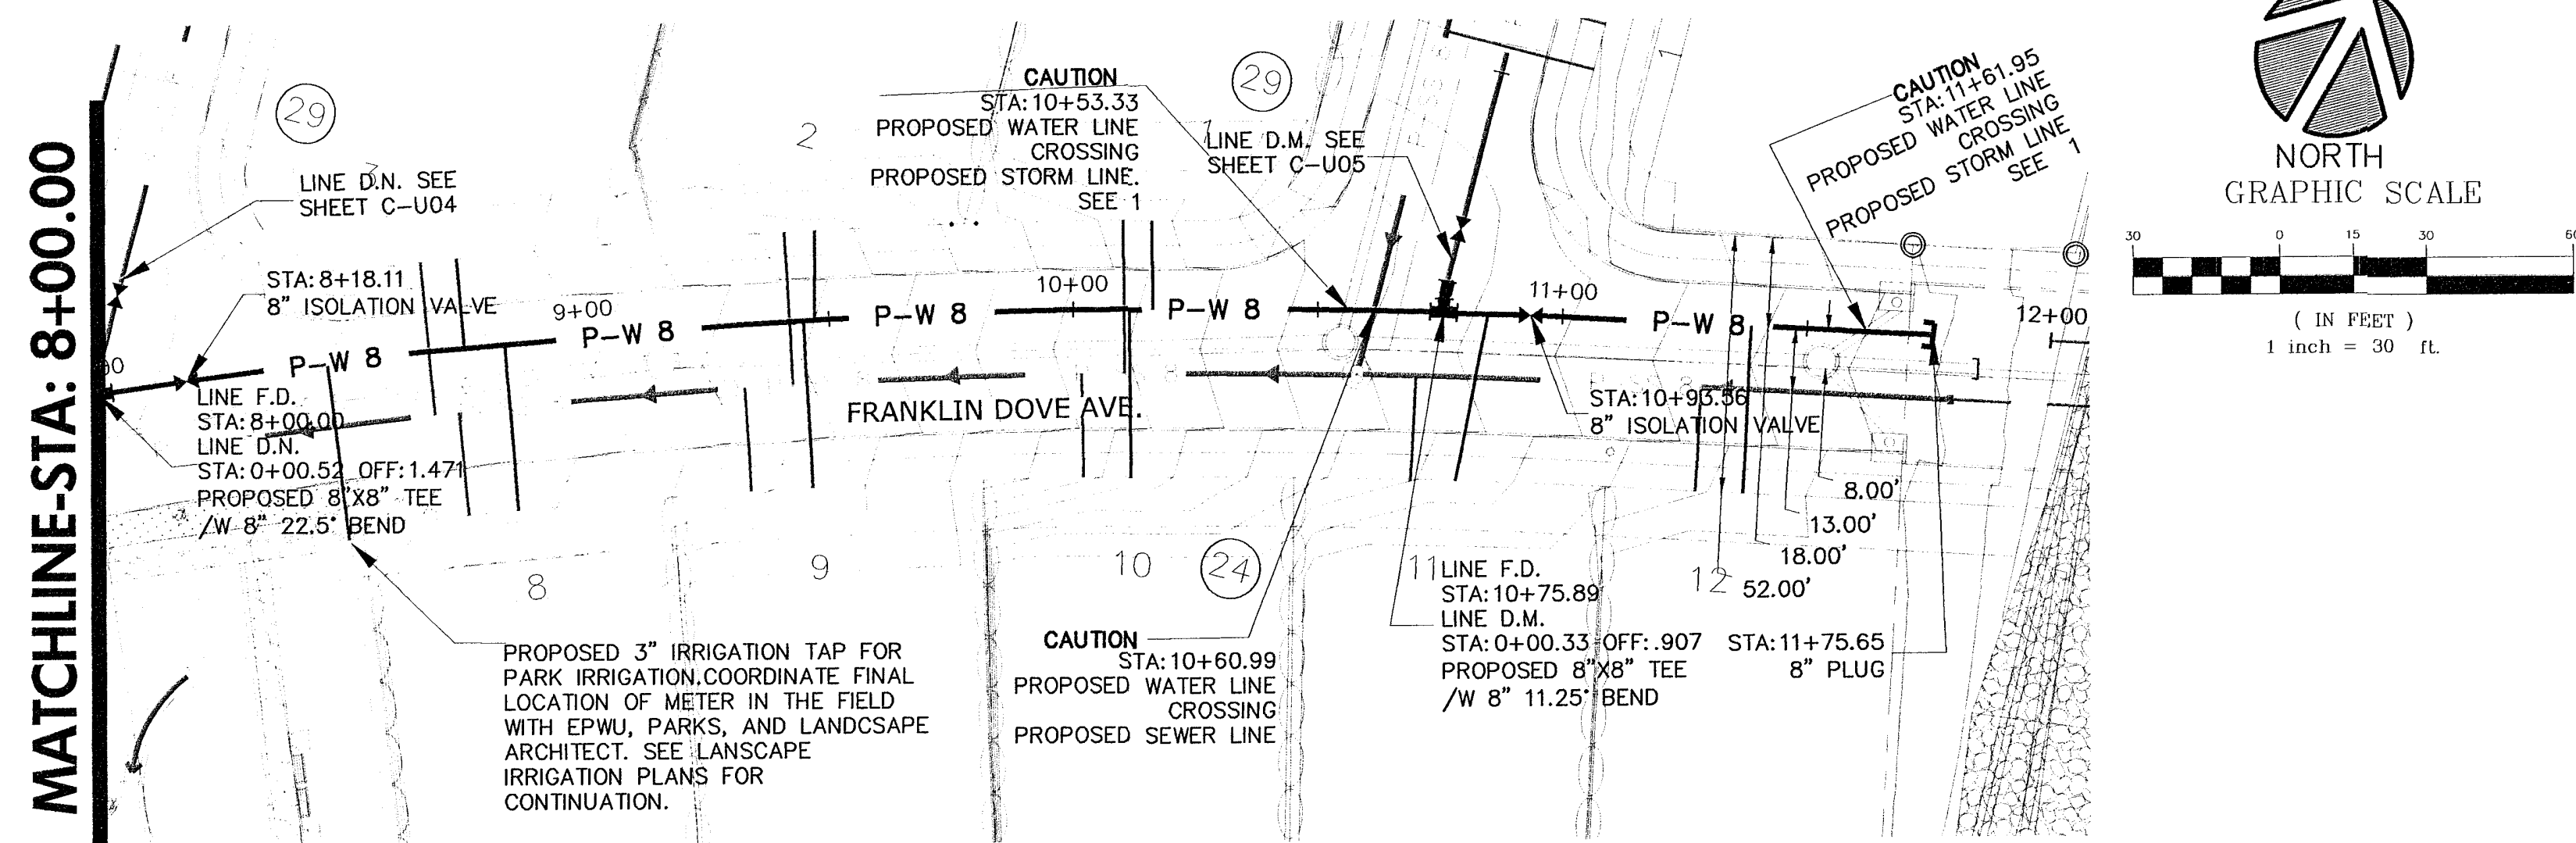 MATCHLINE-STA: 8+00.00
29
3
LINE D.N. SEE
SHEET C-U04
STA: 8+18.11
8" ISOLATION VALVE
P-W 8
LINE F.D.
STA: 8+00.00
LINE D.N.
STA: 0+00.52 OFF: 1.471
PROPOSED 8"X8" TEE
/W 8" 22.5° BEND
9+00
P-W 8
2
CAUTION
STA: 10+53.33
PROPOSED WATER LINE
CROSSING
PROPOSED STORM LINE.
SEE 1
29
1
LINE D.M. SEE
SHEET C-U05
P-W 8
10+00
P-W 8
11+00
P-W 8
12+00
FRANKLIN DOVE AVE.
CAUTION
STA: 11+61.95
PROPOSED WATER LINE
CROSSING
PROPOSED STORM LINE
SEE 1
1
STA: 10+93.56
8" ISOLATION VALVE
8.00'
13.00'
18.00'
52.00'
8
9
10
24
11
12
LINE F.D.
STA: 10+75.89
LINE D.M.
STA: 0+00.33 OFF: .907
PROPOSED 8"X8" TEE
/W 8" 11.25° BEND
STA: 11+75.65
8" PLUG
PROPOSED 3" IRRIGATION TAP FOR
PARK IRRIGATION.COORDINATE FINAL
LOCATION OF METER IN THE FIELD
WITH EPWU, PARKS, AND LANDCSAPE
ARCHITECT. SEE LANSCAPE
IRRIGATION PLANS FOR
CONTINUATION.
CAUTION
STA: 10+60.99
PROPOSED WATER LINE
CROSSING
PROPOSED SEWER LINE
NORTH
GRAPHIC SCALE
30 0 15 30 60
( IN FEET )
1 inch = 30 ft.